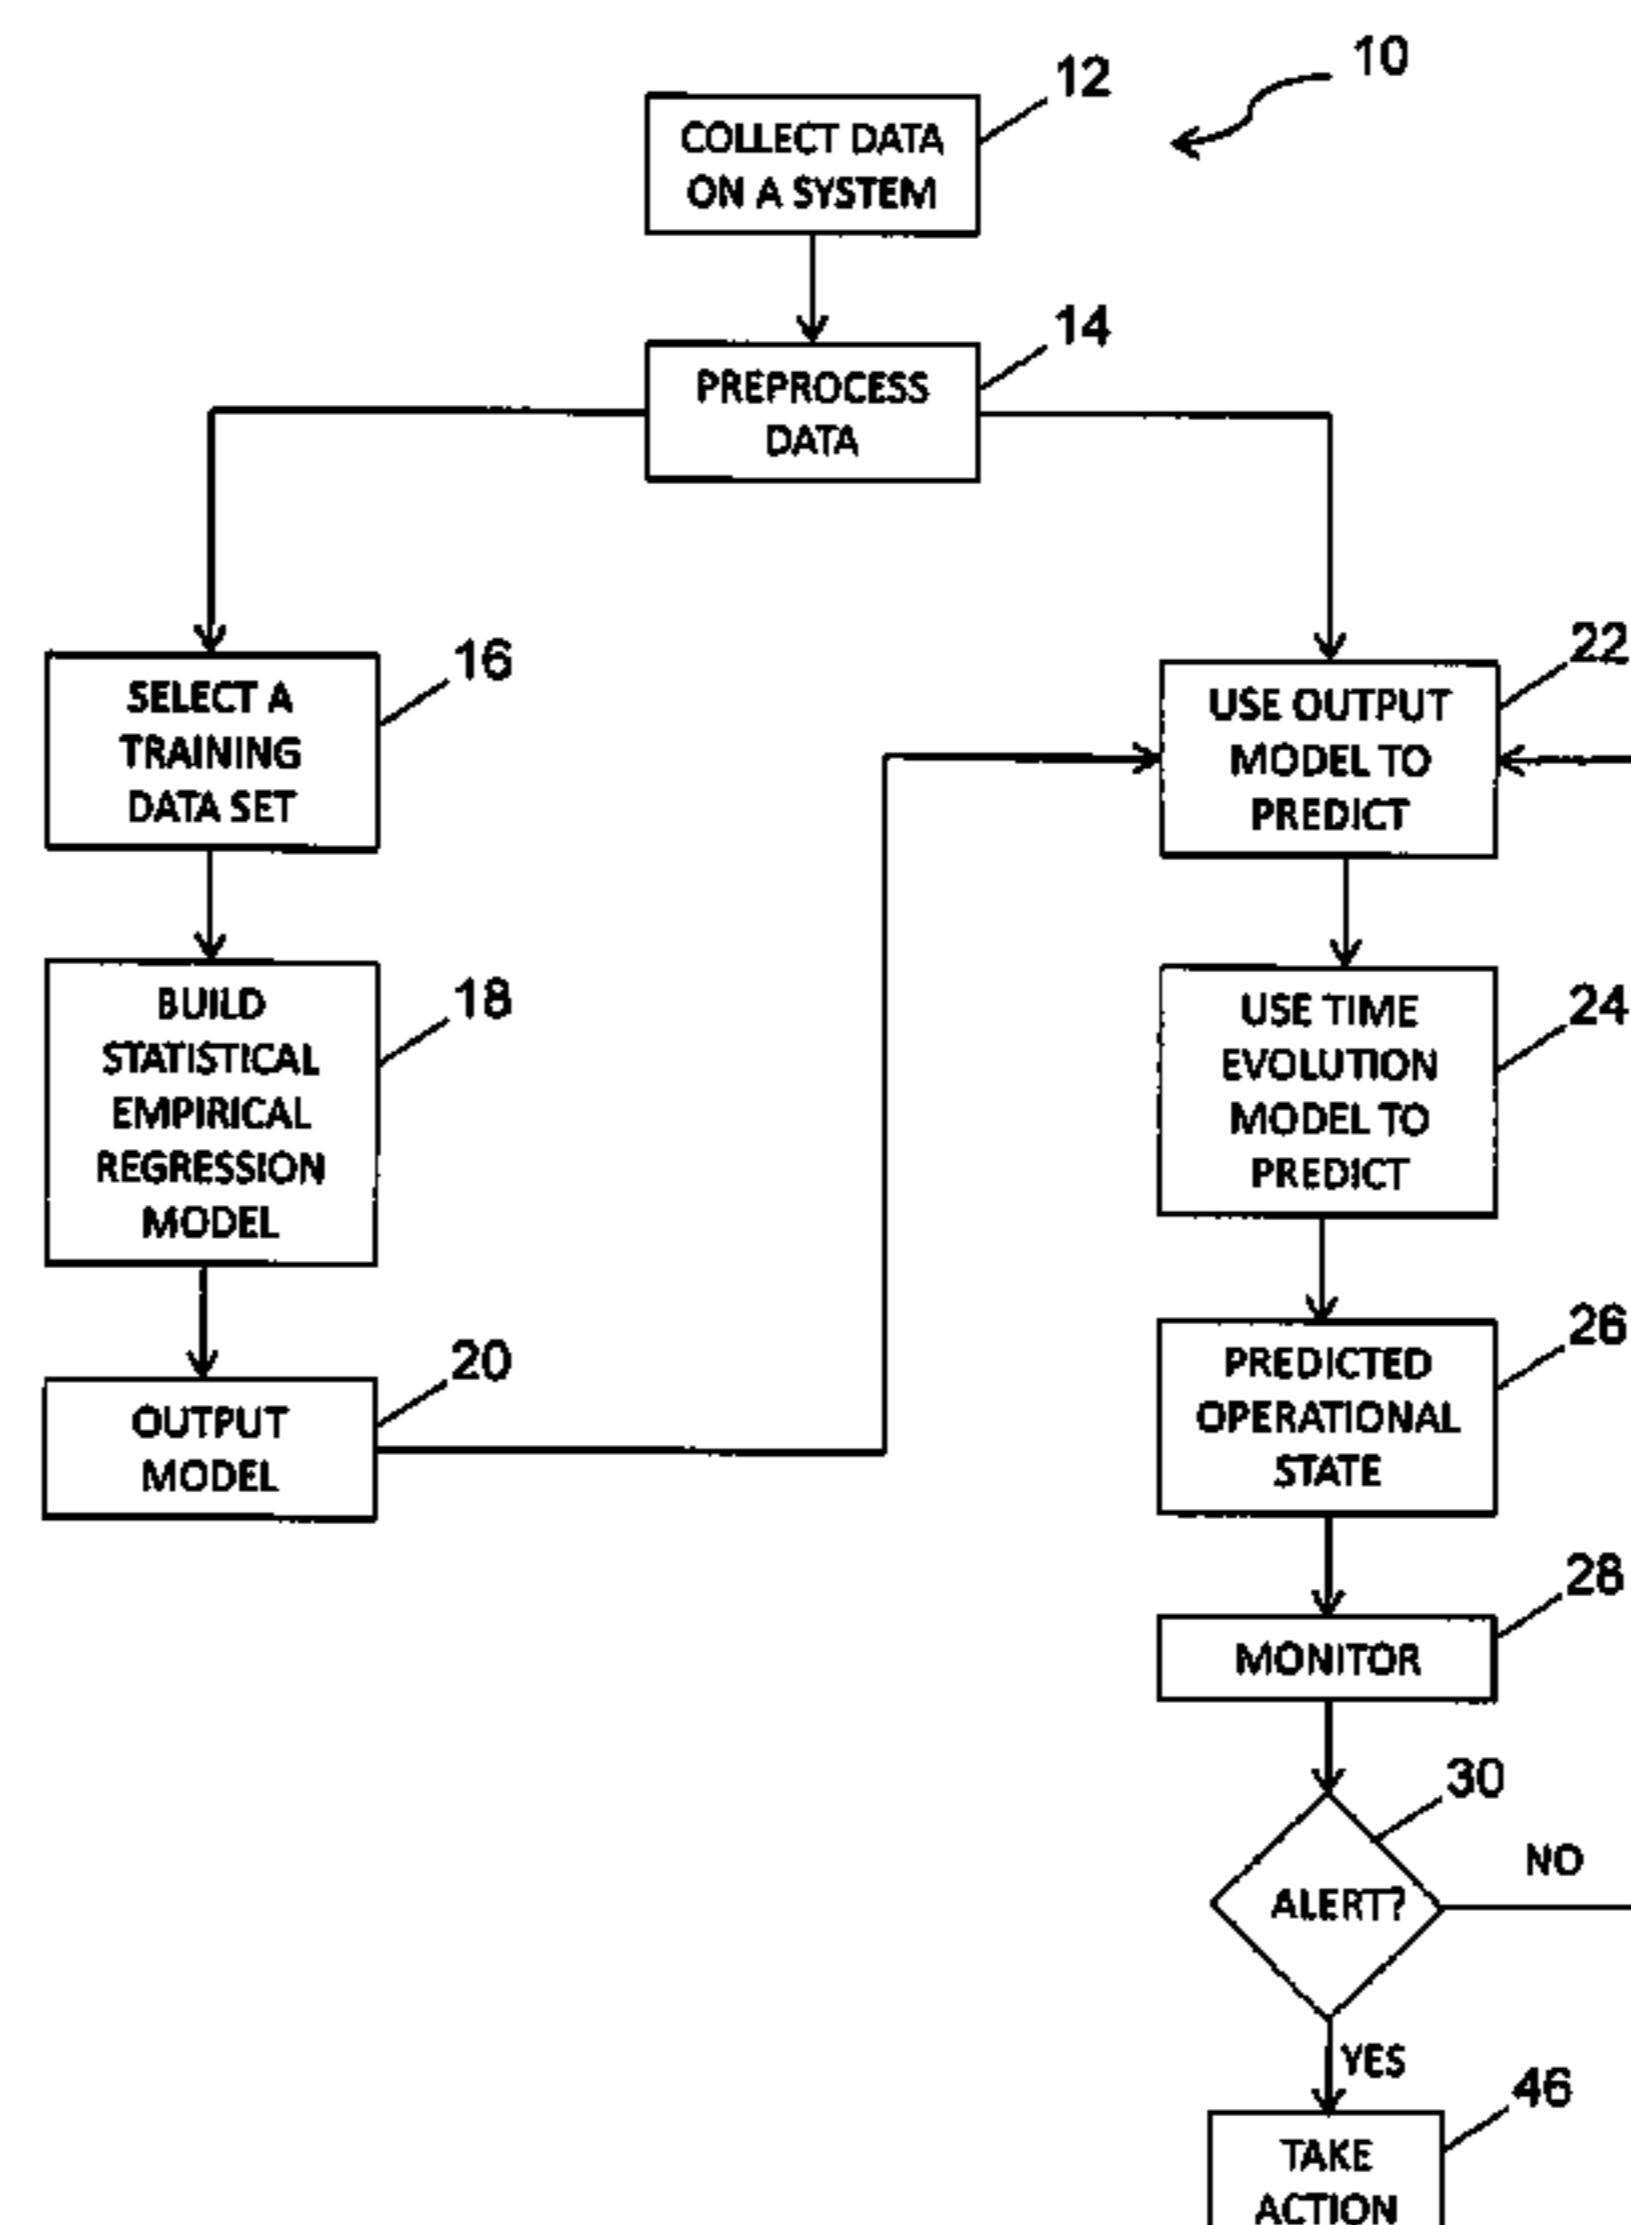 10
12
COLLECT DATA
ON A SYSTEM
14
PREPROCESS
DATA
16
SELECT A
TRAINING
DATA SET
18
BUILD
STATISTICAL
EMPIRICAL
REGRESSION
MODEL
20
OUTPUT
MODEL
22
USE OUTPUT
MODEL TO
PREDICT
24
USE TIME
EVOLUTION
MODEL TO
PREDICT
26
PREDICTED
OPERATIONAL
STATE
28
MONITOR
30
ALERT?
NO
YES
46
TAKE
ACTION